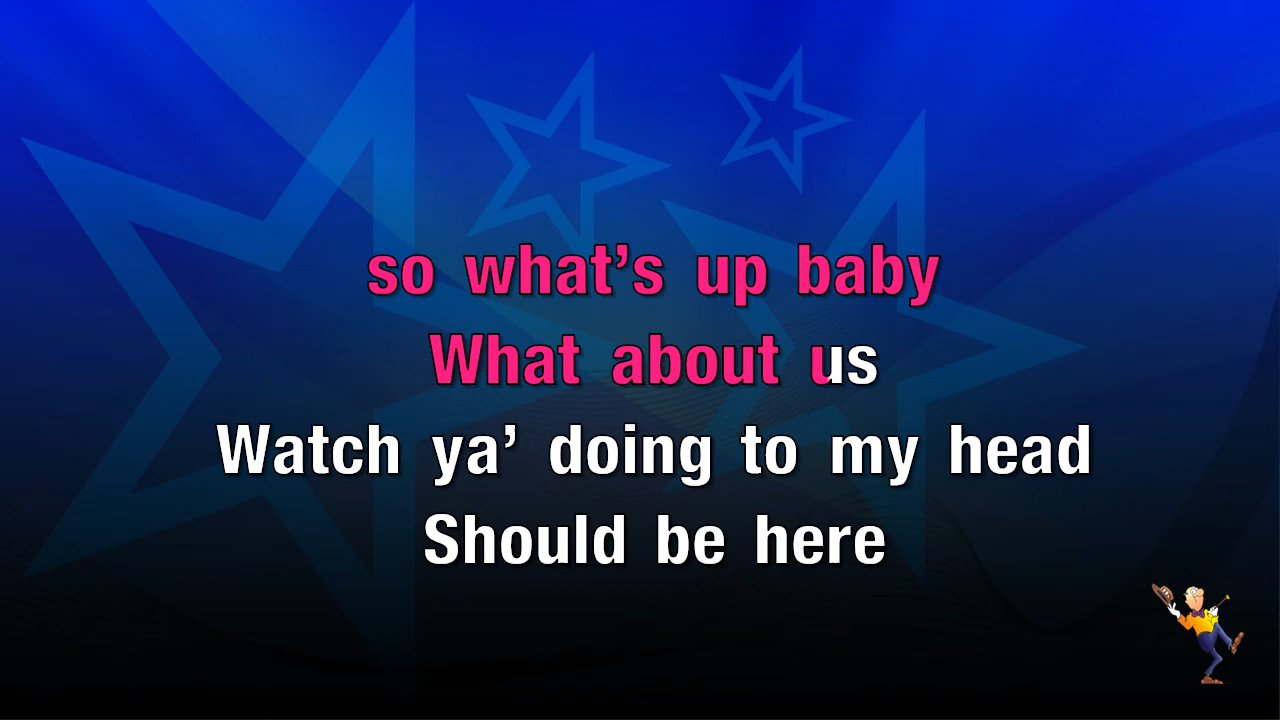 so what’s up baby
What about us
Watch ya’ doing to my head
Should be here